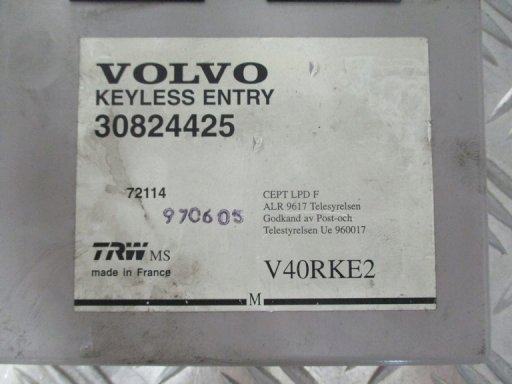 VOLVO
KEYLESS ENTRY
30824425
72114
970605
CEPT LPD F
ALR 9617 Telesyrelsen
Godkand av Post-och
Telestyrelsen Ue 960017
TRW MS
made in France
V40RKE2
M